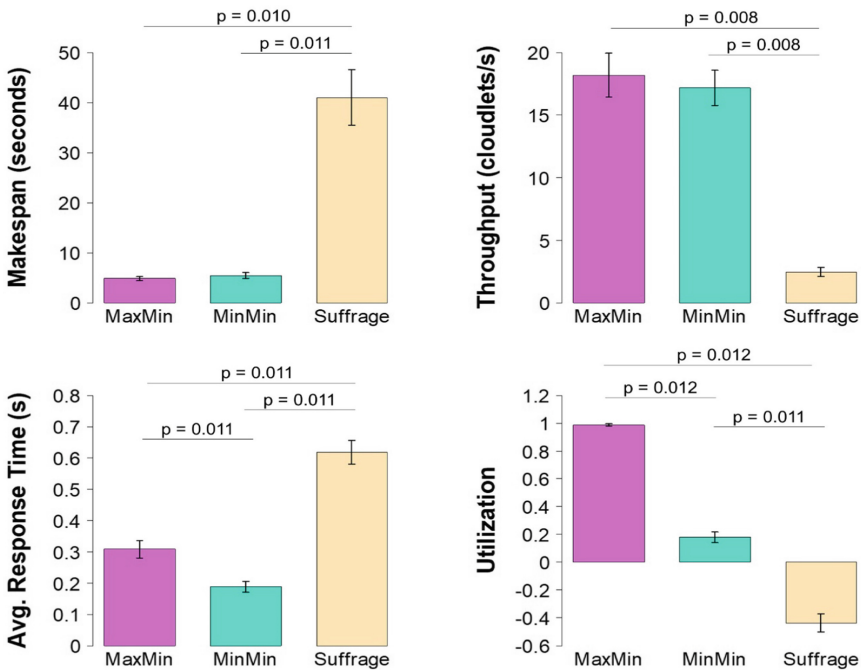 p = 0.010
p = 0.011
Makespan (seconds)
50
40
30
20
10
0
MaxMin MinMin Suffrage
p = 0.008
p = 0.008
Throughput (cloudlets/s)
20
15
10
5
0
MaxMin MinMin Suffrage
p = 0.011
p = 0.011
p = 0.011
Avg. Response Time (s)
0.8
0.7
0.6
0.5
0.4
0.3
0.2
0.1
0
MaxMin MinMin Suffrage
p = 0.012
p = 0.012
p = 0.011
Utilization
1.2
1
0.8
0.6
0.4
0.2
0
-0.2
-0.4
-0.6
MaxMin MinMin Suffrage